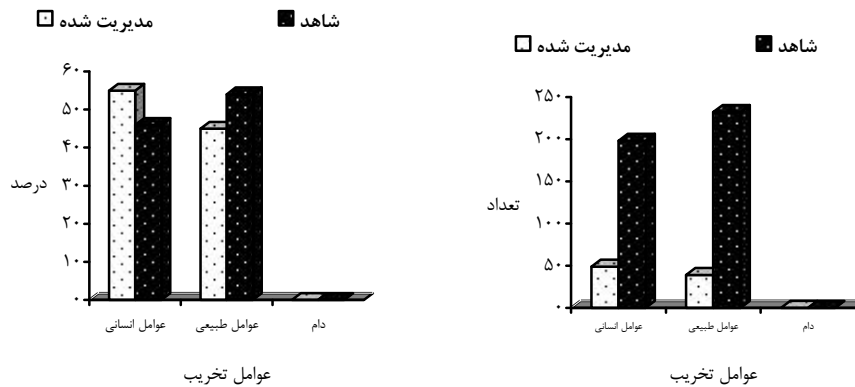 شاهد
مدیریت شده
۶۰
۵۰
۴۰
۳۰
۲۰
۱۰
۰
درصد
عوامل انسانی
عوامل طبیعی
دام
عوامل تخریب
شاهد
مدیریت شده
۲۵۰
۲۰۰
۱۵۰
۱۰۰
۵۰
۰
تعداد
عوامل انسانی
عوامل طبیعی
دام
عوامل تخریب